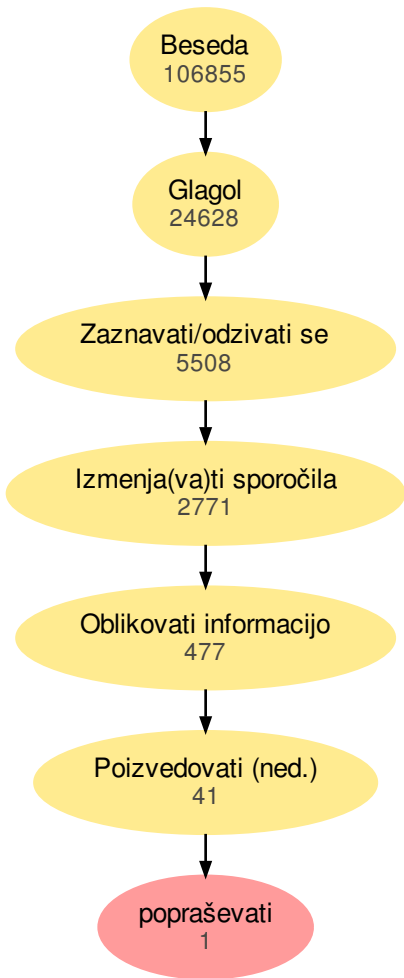 Beseda
106855
Glagol
24628
Zaznavati/odzivati se
5508
Izmenja(va)ti sporočila
2771
Oblikovati informacijo
477
Poizvedovati (ned.)
41
popraševati
1